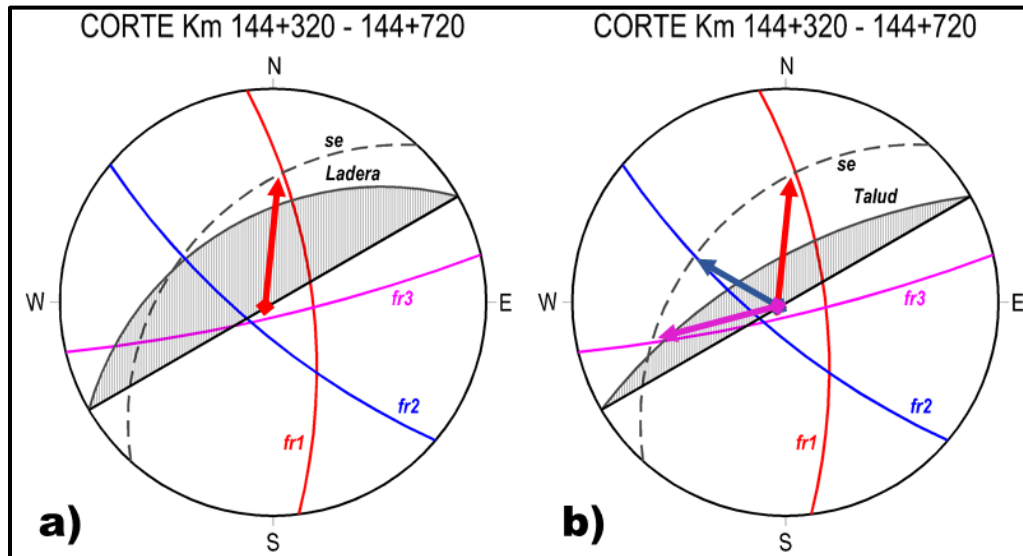 CORTE Km 144+320 - 144+720
N
se
Ladera
W
E
fr3
fr2
fr1
a)
S
CORTE Km 144+320 - 144+720
N
se
Talud
W
E
fr3
fr2
fr1
b)
S